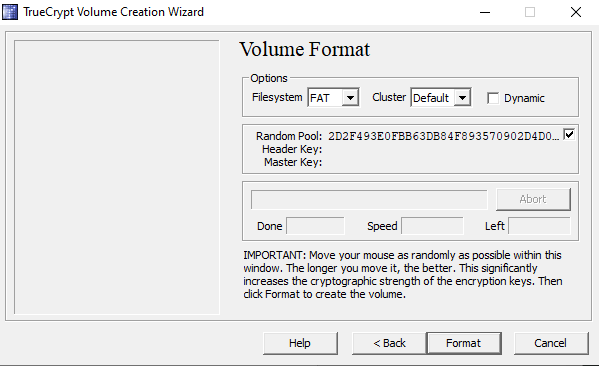 TrueCrypt Volume Creation Wizard
Volume Format
Options
Filesystem FAT Cluster Default Dynamic
Random Pool: 2D2F493E0FBB63DB84F893570902D4D0...
Header Key:
Master Key:
Abort
Done Speed Left
IMPORTANT: Move your mouse as randomly as possible within this
window. The longer you move it, the better. This significantly
increases the cryptographic strength of the encryption keys. Then
click Format to create the volume.
Help < Back Format Cancel